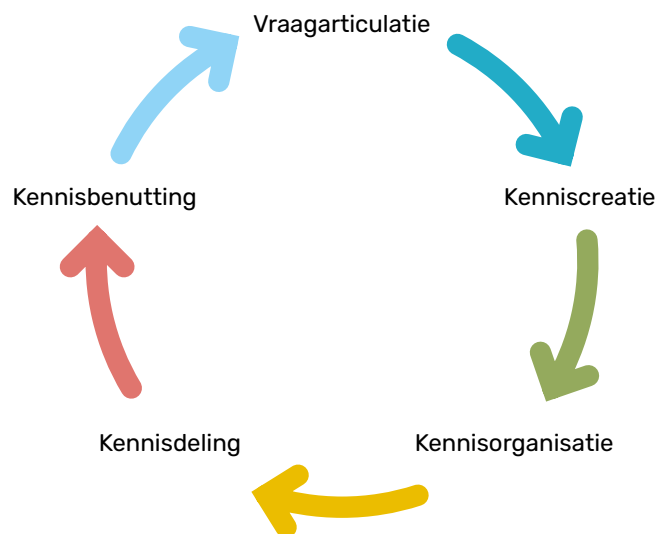 Vraagarticulatie
Kenniscreatie
Kennisorganisatie
Kennisdeling
Kennisbenutting